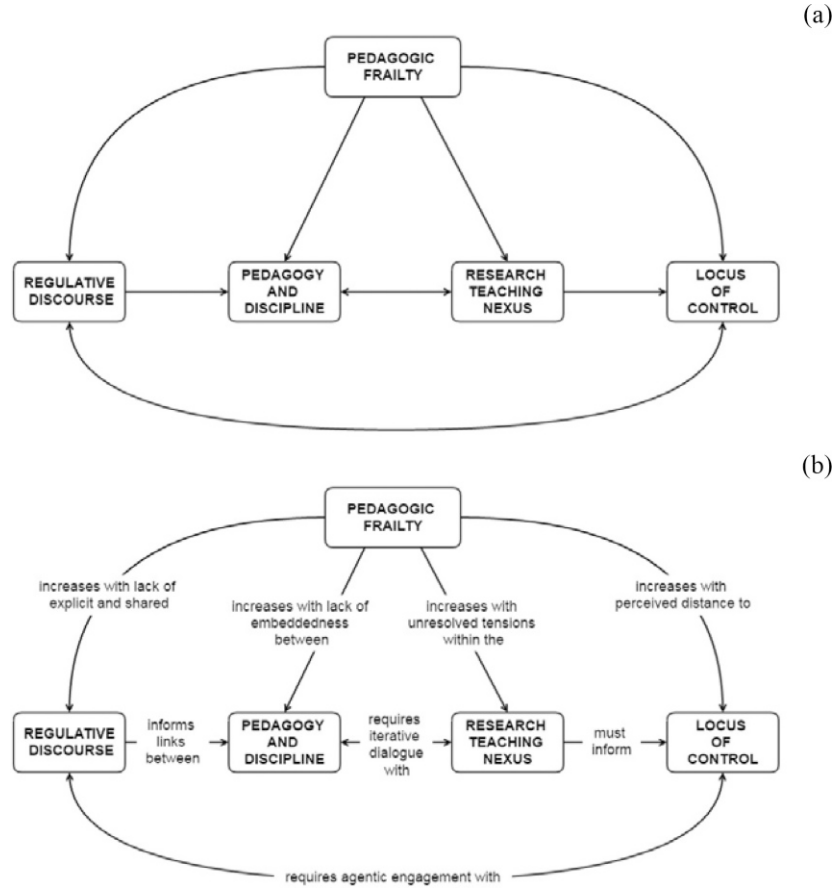 (a)
PEDAGOGIC
FRAILTY
REGULATIVE
DISCOURSE
PEDAGOGY
AND
DISCIPLINE
RESEARCH
TEACHING
NEXUS
LOCUS
OF
CONTROL
(b)
PEDAGOGIC
FRAILTY
increases with lack of
explicit and shared
increases with lack of
embeddedness
between
increases with
unresolved tensions
within the
increases with
perceived distance to
REGULATIVE
DISCOURSE
informs
links
between
PEDAGOGY
AND
DISCIPLINE
requires
iterative
dialogue
with
RESEARCH
TEACHING
NEXUS
must
inform
LOCUS
OF
CONTROL
requires agentic engagement with